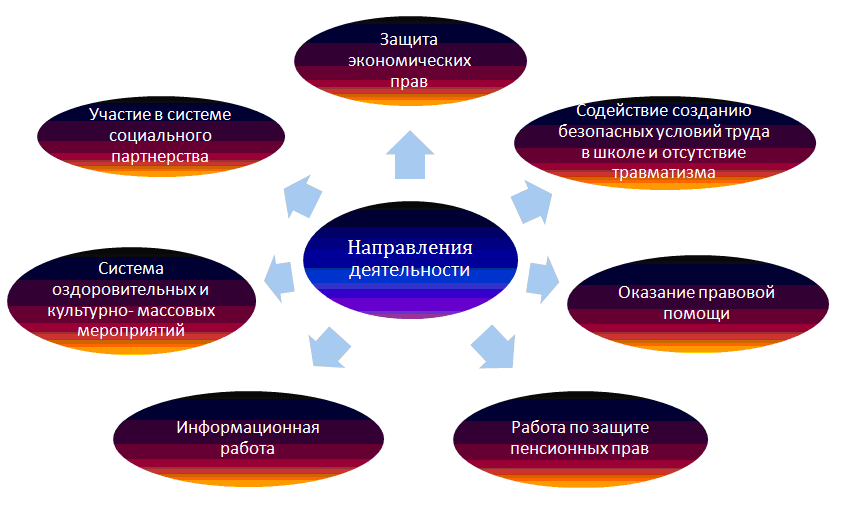 Защита
экономических
прав
Участие в системе
социального
партнерства
Содействие созданию
безопасных условий труда
в школе и отсутствие
травматизма
Направления
деятельности
Система
оздоровительных и
культурно- массовых
мероприятий
Оказание правовой
помощи
Информационная
работа
Работа по защите
пенсионных прав